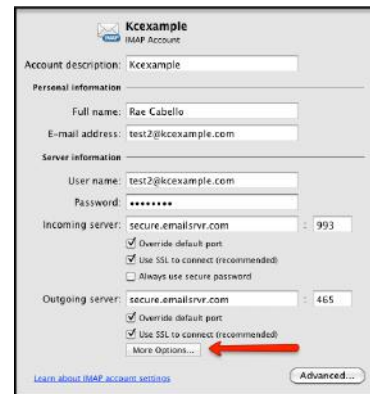 Kcexample
IMAP Account
Account description: Kcexample
Personal information
Full name: Rae Cabello
E-mail address: test2@kcexample.com
Server information
User name: test2@kcexample.com
Password: ••••••••
Incoming server: secure.emailsrvr.com : 993
Override default port
Use SSL to connect (recommended)
Always use secure password
Outgoing server: secure.emailsrvr.com : 465
Override default port
Use SSL to connect (recommended)
More Options...
Learn about IMAP account settings
Advanced...